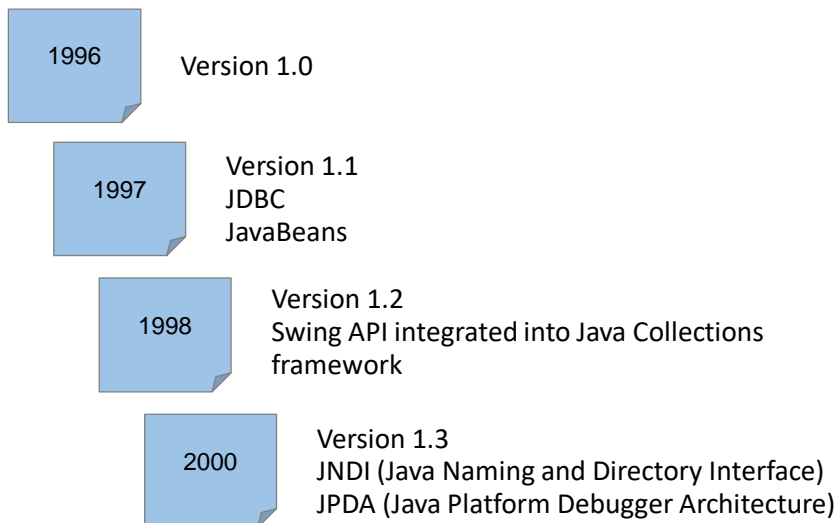 1996
Version 1.0
1997
Version 1.1
JDBC
JavaBeans
1998
Version 1.2
Swing API integrated into Java Collections
framework
2000
Version 1.3
JNDI (Java Naming and Directory Interface)
JPDA (Java Platform Debugger Architecture)